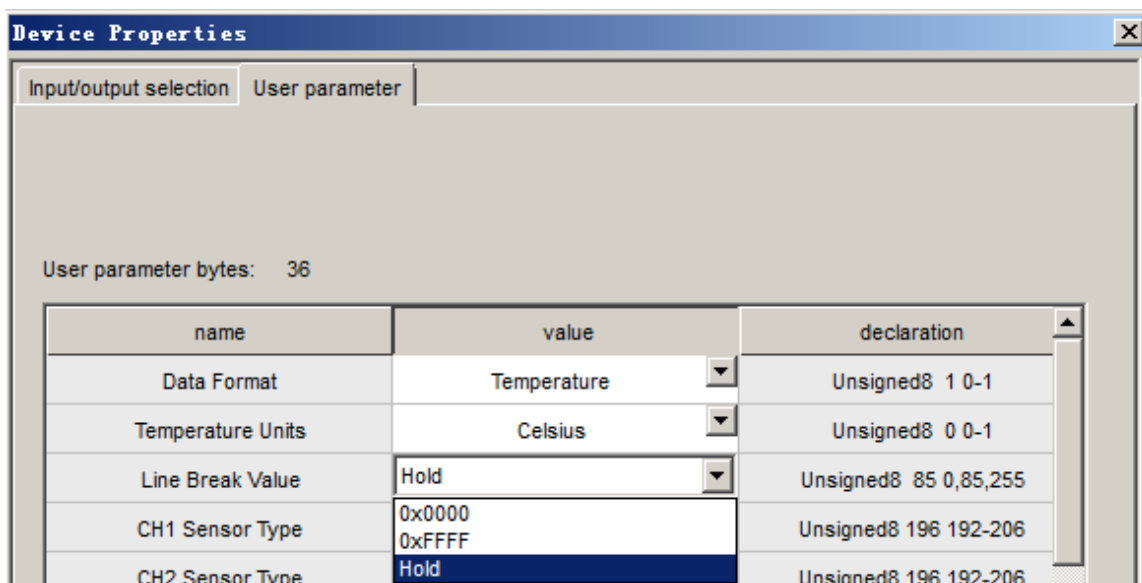 Device Properties
Input/output selection User parameter
User parameter bytes: 36
name value declaration
Data Format Temperature Unsigned8 1 0-1
Temperature Units Celsius Unsigned8 0 0-1
Line Break Value Hold Unsigned8 85 0,85,255
0x0000
CH1 Sensor Type Unsigned8 196 192-206
0xFFFF
Hold
CH2 Sensor Type Unsigned8 196 192-206